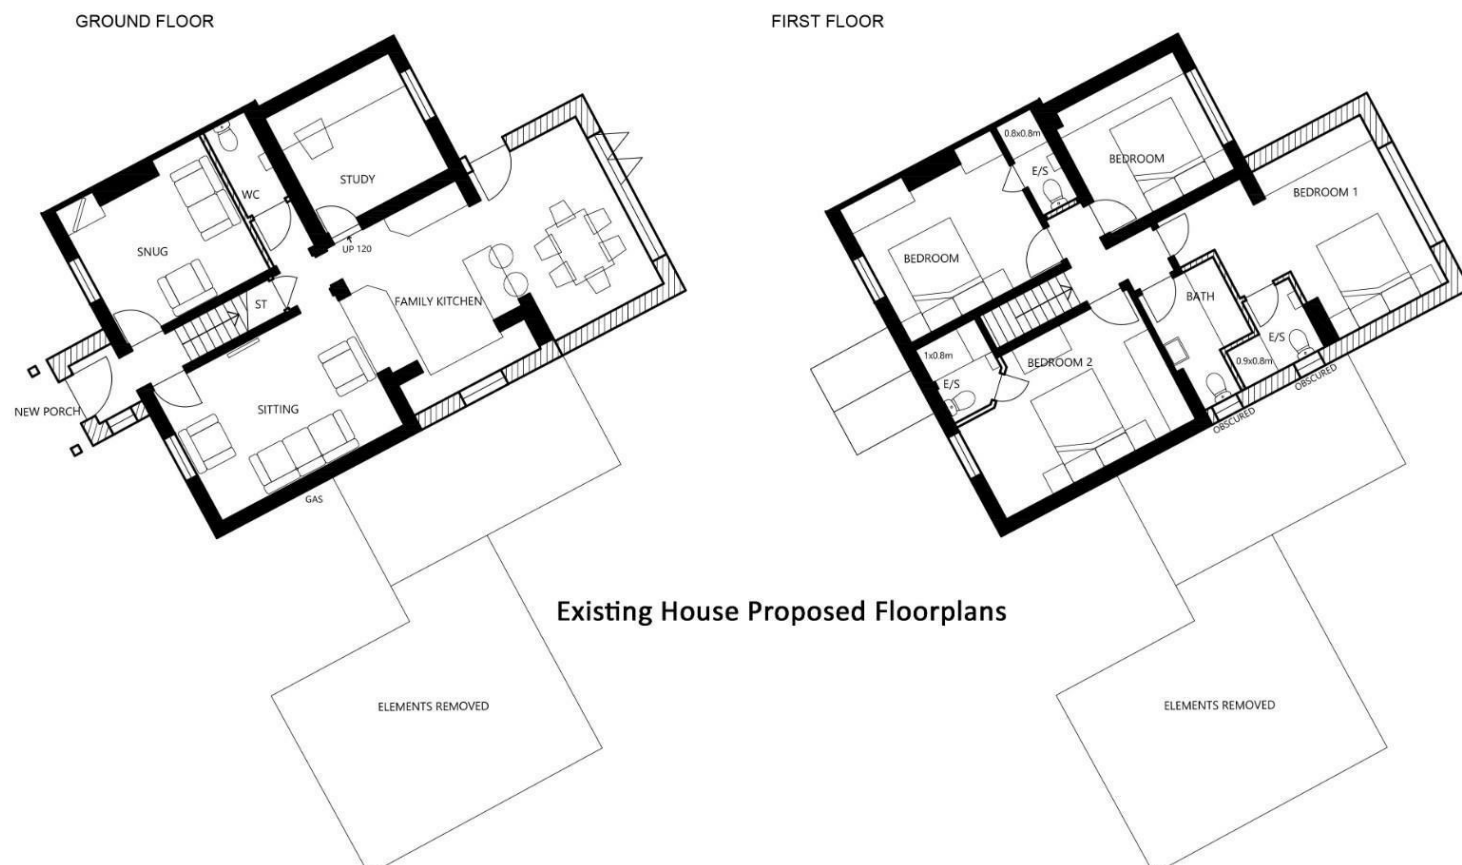 GROUND FLOOR
FIRST FLOOR
STUDY
WC
UP 120
SNUG
ST
FAMILY KITCHEN
NEW PORCH
SITTING
GAS
0.8x0.8m
E/S
BEDROOM
BEDROOM 1
BEDROOM
BATH
1x0.8m
E/S
BEDROOM 2
E/S
0.9x0.8m
OBSCURED
OBSCURED
Existing House Proposed Floorplans
ELEMENTS REMOVED
ELEMENTS REMOVED